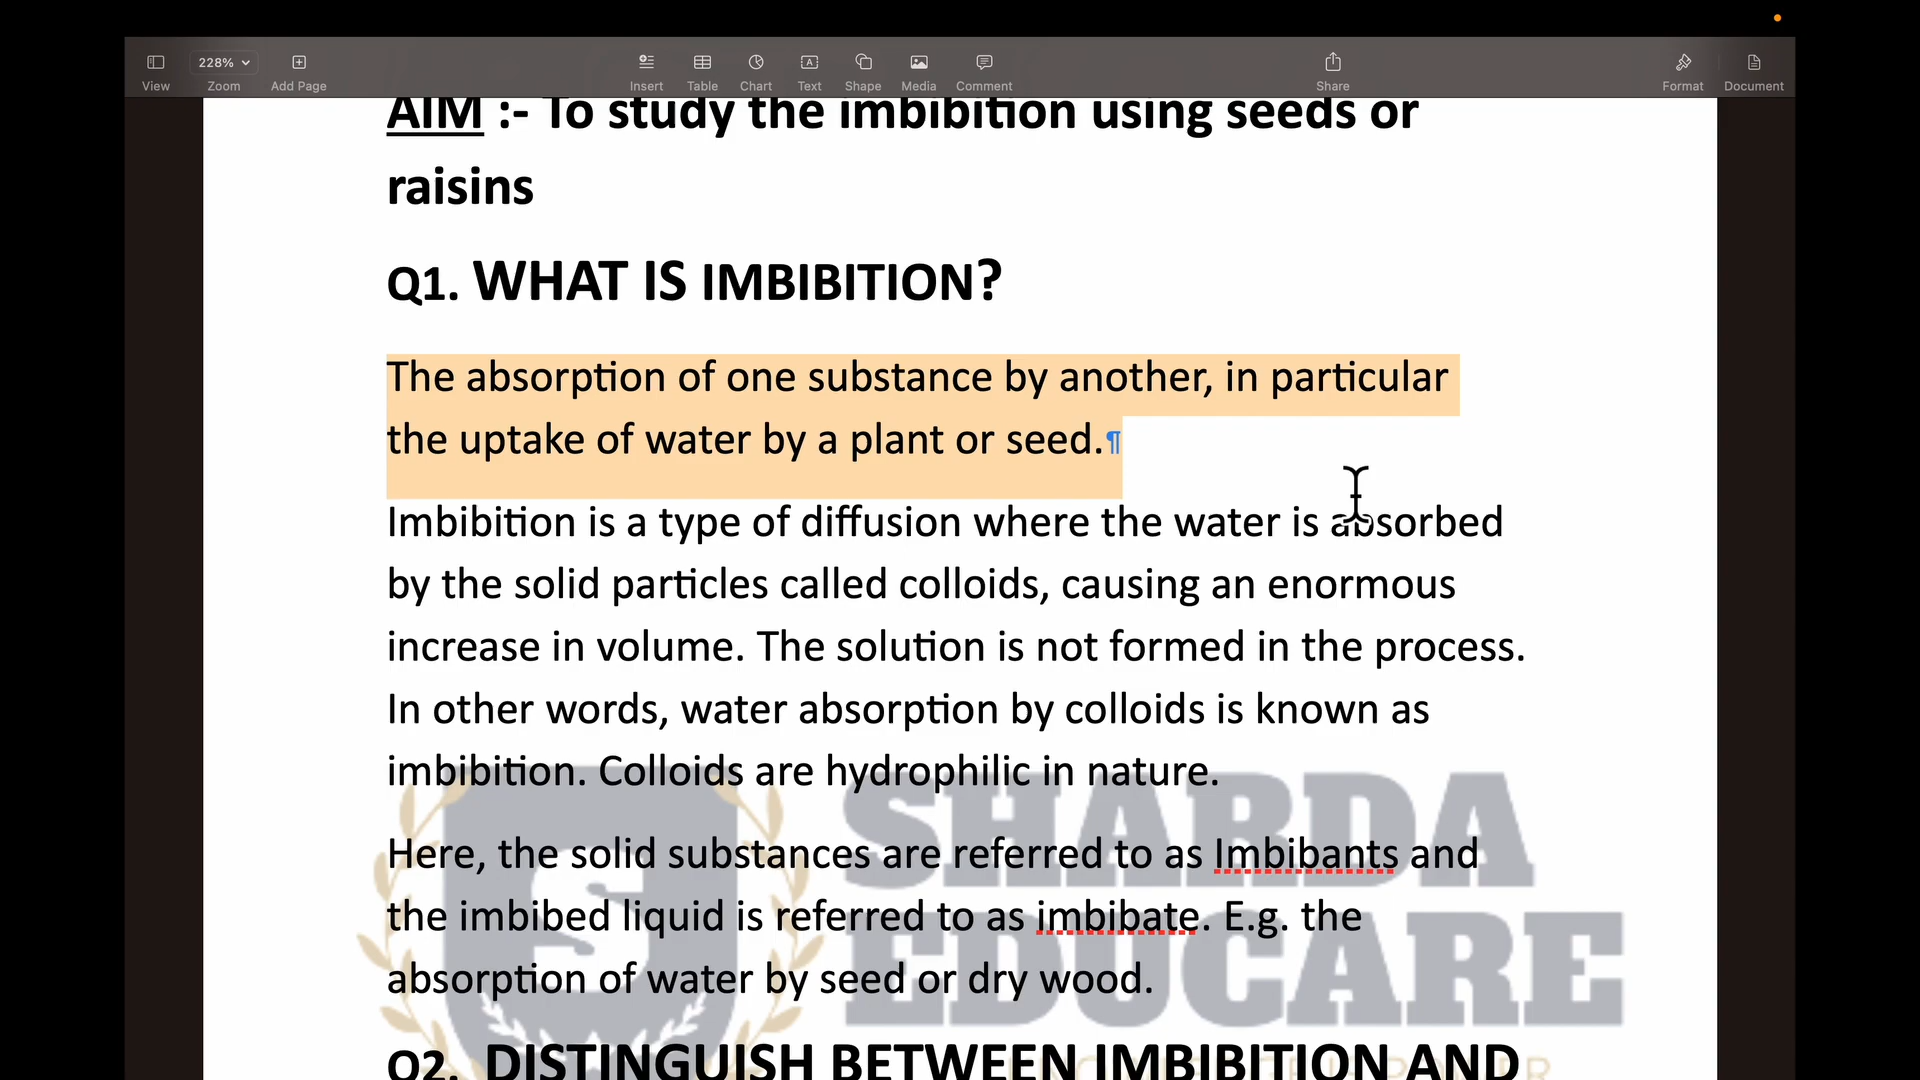 228%
View Zoom Add Page Insert Table Chart Text Shape Media Comment Share Format Document
AIM :- To study the imbibition using seeds or
raisins
Q1. WHAT IS IMBIBITION?
The absorption of one substance by another, in particular
the uptake of water by a plant or seed.¶
Imbibition is a type of diffusion where the water is absorbed
by the solid particles called colloids, causing an enormous
increase in volume. The solution is not formed in the process.
In other words, water absorption by colloids is known as
imbibition. Colloids are hydrophilic in nature.
SHARDA
Here, the solid substances are referred to as Imbibants and
the imbibed liquid is referred to as imbibate. E.g. the
EDUCARE
absorption of water by seed or dry wood.
Q2. DISTINGUISH BETWEEN IMBIBITION AND